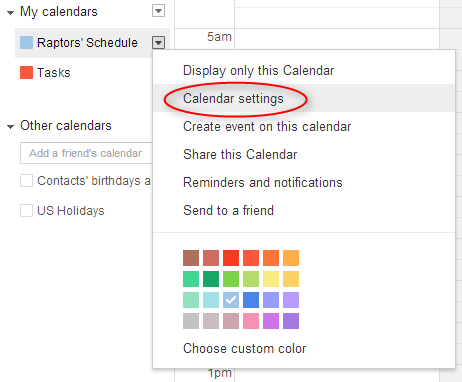 My calendars
Raptors' Schedule
Tasks
Other calendars
Add a friend's calendar
Contacts' birthdays a
US Holidays
5am
Display only this Calendar
Calendar settings
Create event on this calendar
Share this Calendar
Reminders and notifications
Send to a friend
Choose custom color
1pm